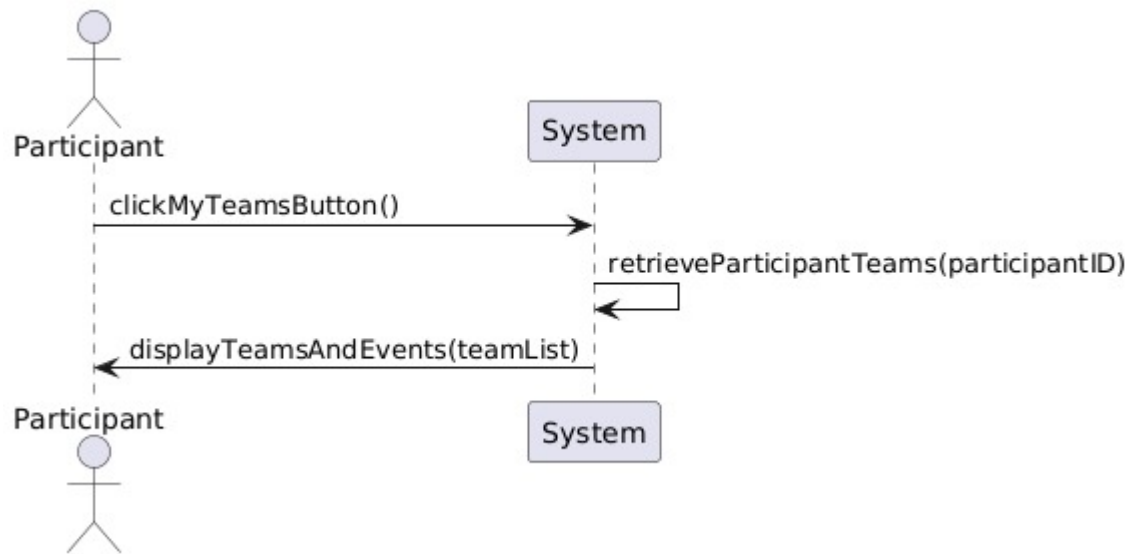 Participant
System
clickMyTeamsButton()
retrieveParticipantTeams(participantID)
displayTeamsAndEvents(teamList)
Participant
System